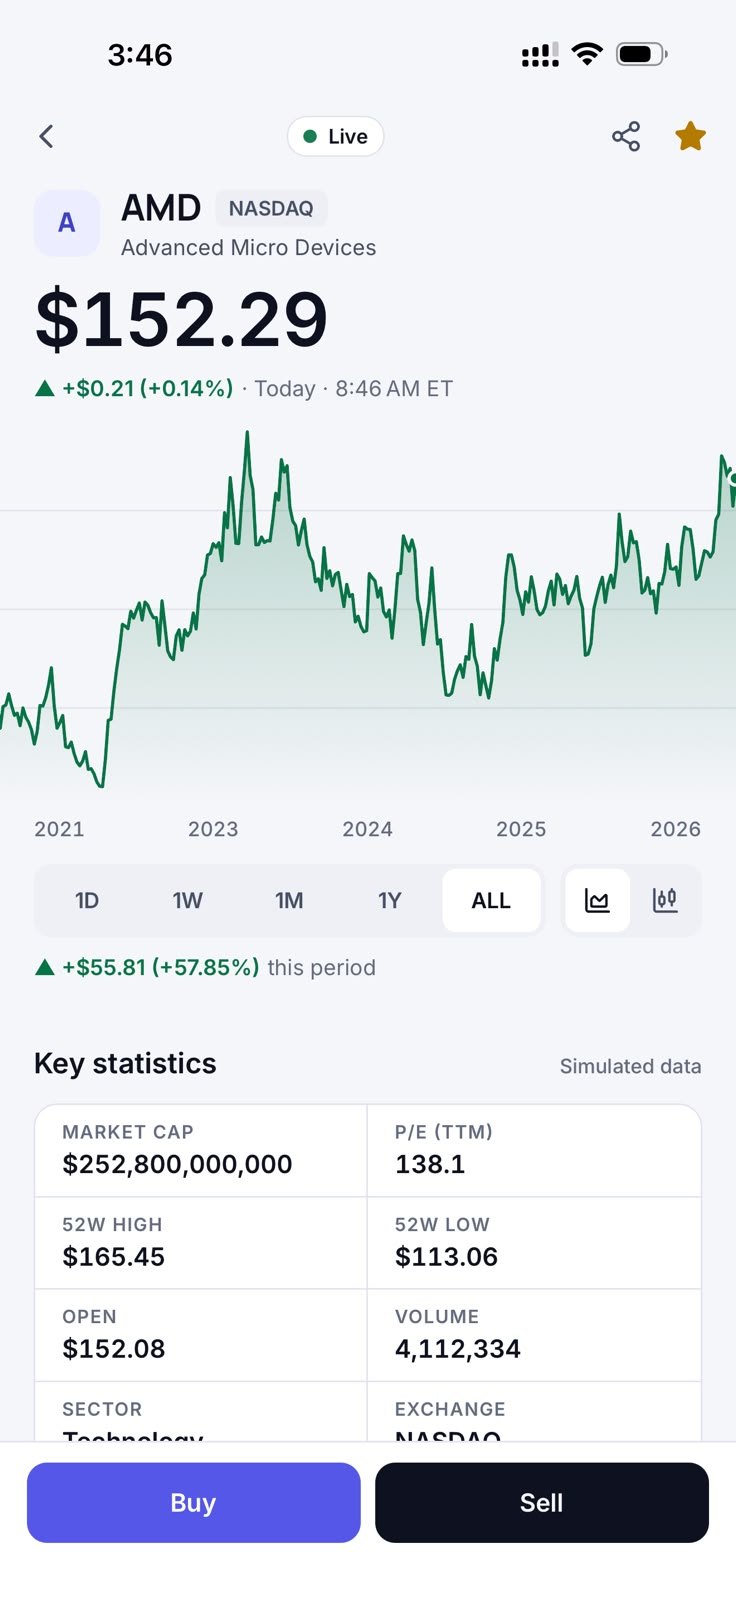 3:46
Live
A
AMD NASDAQ
Advanced Micro Devices
$152.29
▲ +$0.21 (+0.14%) · Today · 8:46 AM ET
2021 2023 2024 2025 2026
1D 1W 1M 1Y ALL
▲ +$55.81 (+57.85%) this period
Key statistics Simulated data
MARKET CAP P/E (TTM)
$252,800,000,000 138.1
52W HIGH 52W LOW
$165.45 $113.06
OPEN VOLUME
$152.08 4,112,334
SECTOR EXCHANGE
Technology NASDAQ
Buy Sell